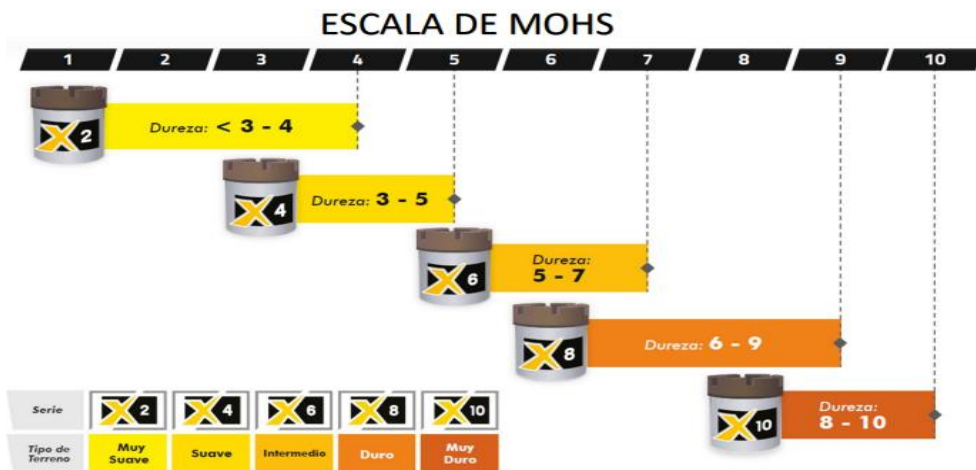 ESCALA DE MOHS
1 2 3 4 5 6 7 8 9 10
X2
Dureza: < 3 - 4
X4
Dureza: 3 - 5
X6
Dureza:
5 - 7
X8
Dureza: 6 - 9
X10
Dureza:
8 - 10
Serie X2 X4 X6 X8 X10
Tipo de Terreno Muy Suave Suave Intermedio Duro Muy Duro